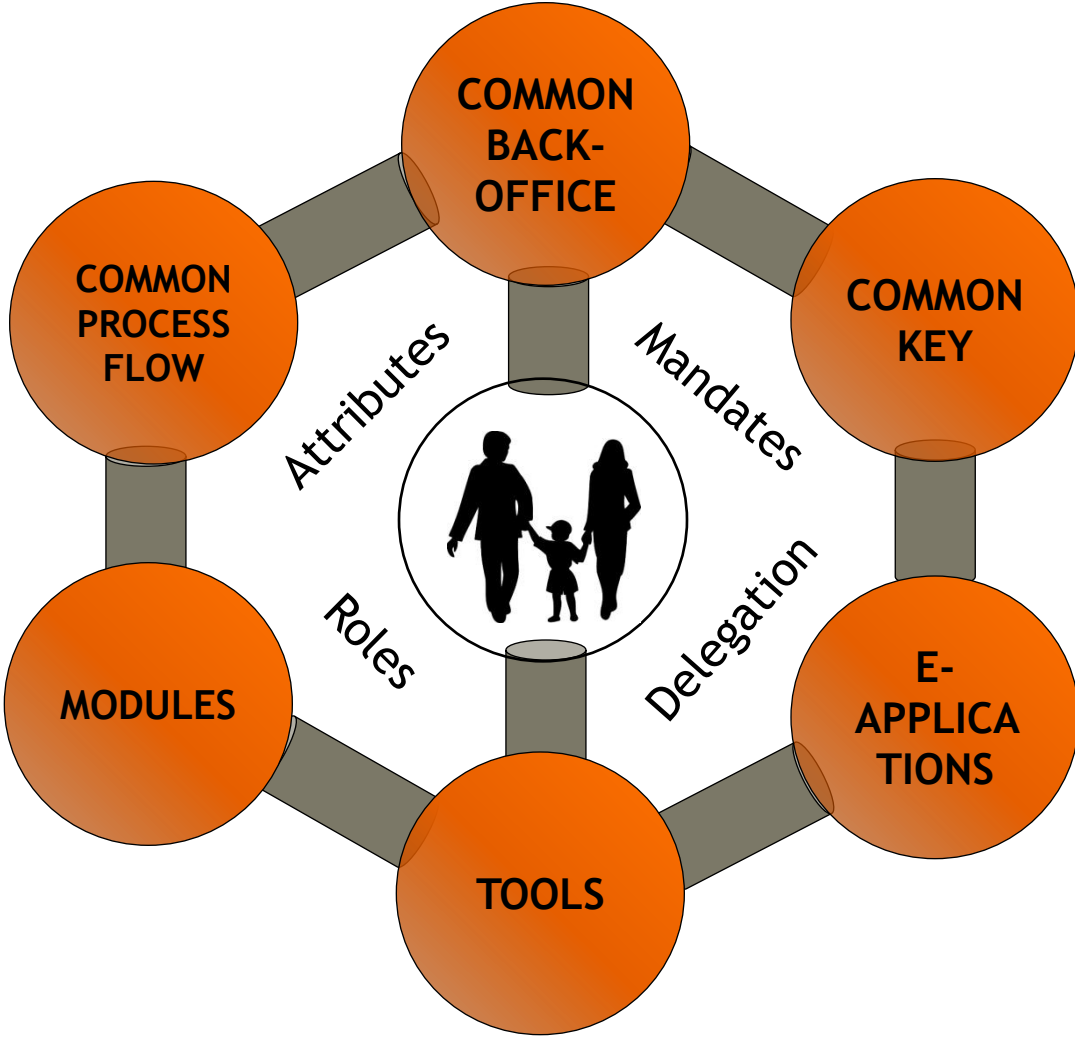 COMMON
BACK-
OFFICE
COMMON
PROCESS
FLOW
COMMON
KEY
Attributes
Mandates
Roles
Delegation
MODULES
E-
APPLICA
TIONS
TOOLS